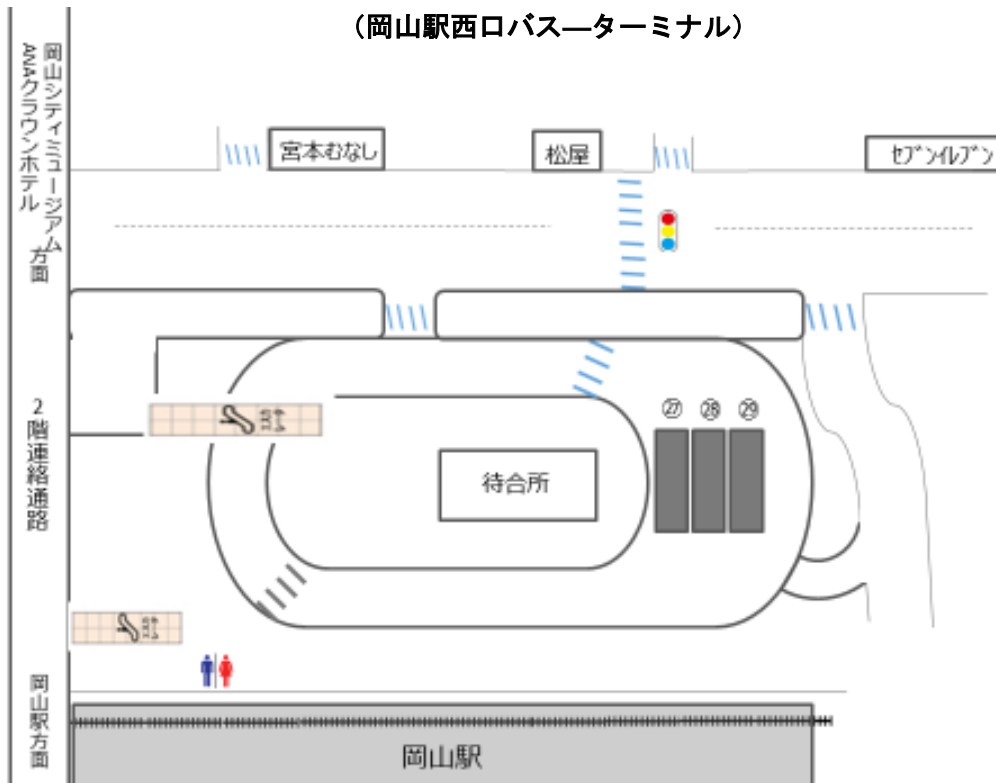 （岡山駅西口バス―ターミナル）
岡山シティミュージアム
ANAクラウンホテル
方面
宮本むなし
松屋
ｾﾌﾞﾝｲﾚﾌﾞﾝ
2階連絡通路
㉗ ㉘ ㉙
待合所
岡山駅方面
岡山駅